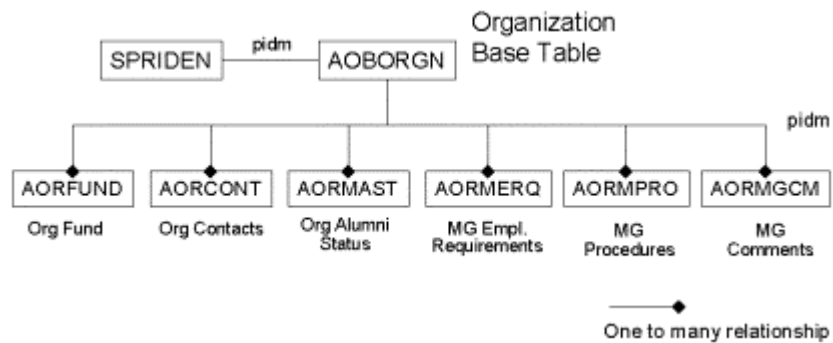 Organization
Base Table
SPRIDEN
pidm
AOBORGN
pidm
AORFUND
AORCONT
AORMAST
AORMERQ
AORMPRO
AORMGCM
Org Fund
Org Contacts
Org Alumni
Status
MG Empl.
Requirements
MG
Procedures
MG
Comments
One to many relationship